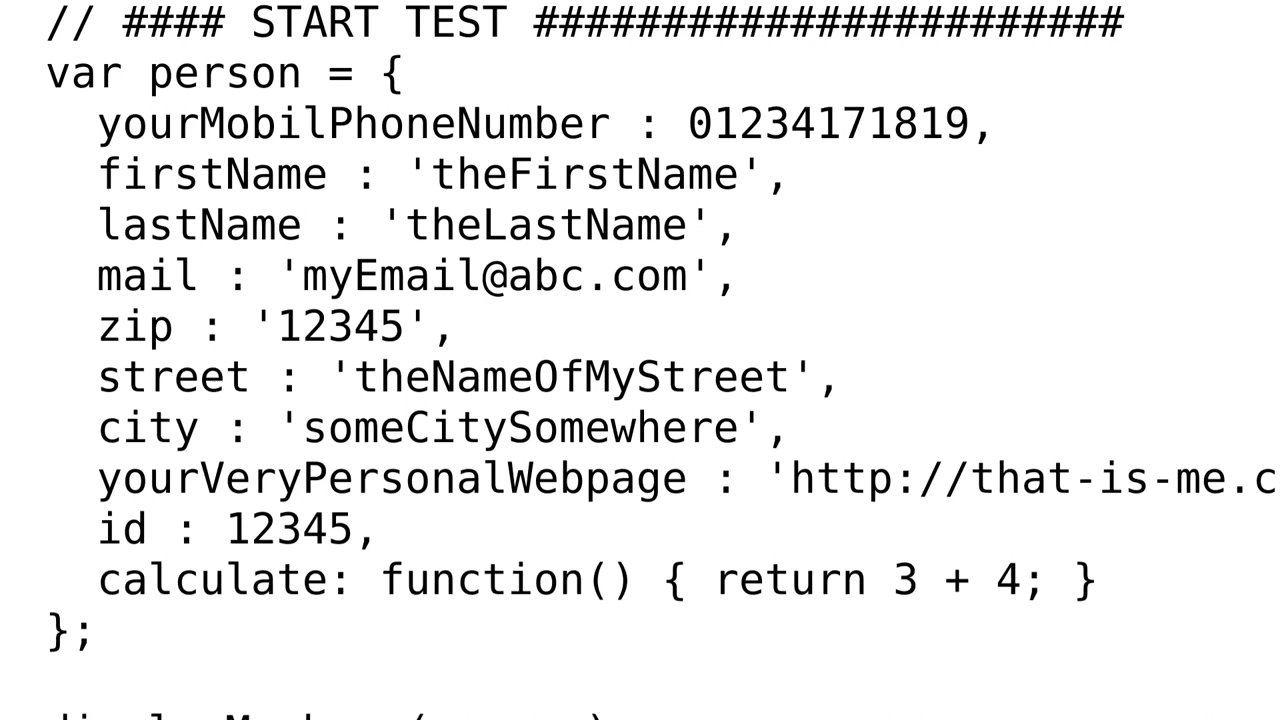 // #### START TEST #######################
var person = {
  yourMobilPhoneNumber : 01234171819,
  firstName : 'theFirstName',
  lastName : 'theLastName',
  mail : 'myEmail@abc.com',
  zip : '12345',
  street : 'theNameOfMyStreet',
  city : 'someCitySomewhere',
  yourVeryPersonalWebpage : 'http://that-is-me.c
  id : 12345,
  calculate: function() { return 3 + 4; }
};